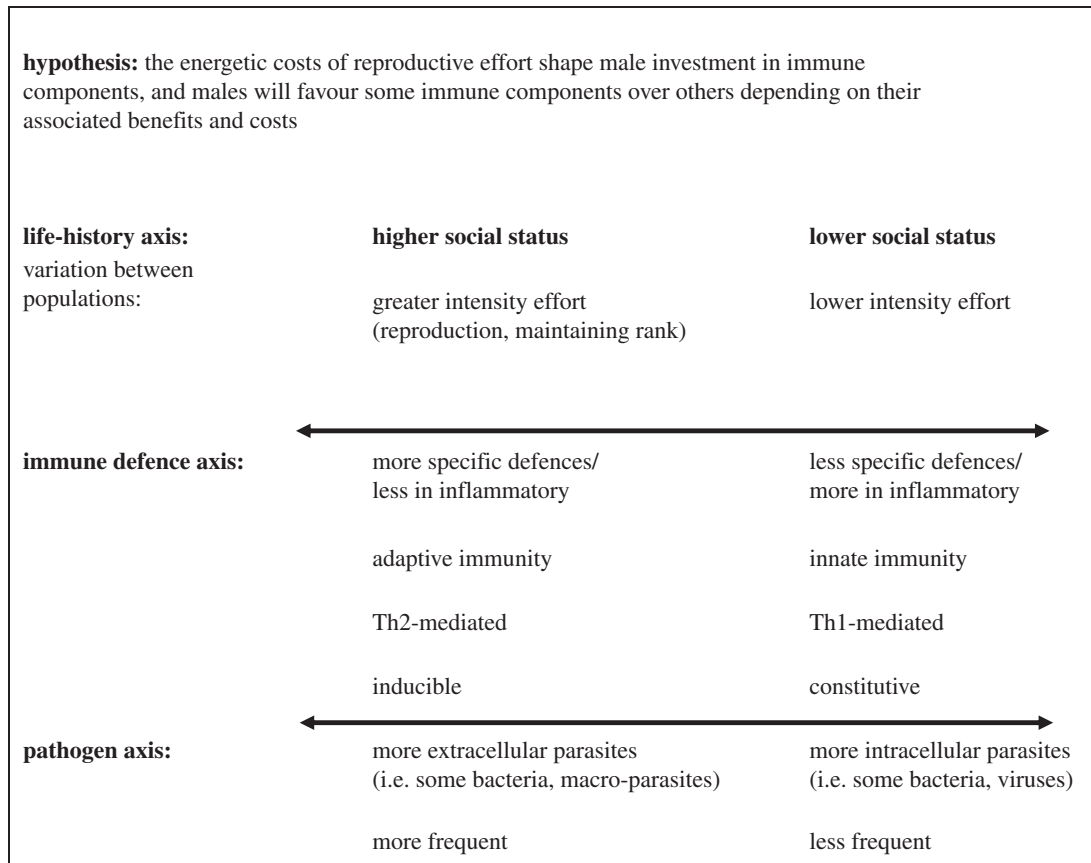 hypothesis: the energetic costs of reproductive effort shape male investment in immune
components, and males will favour some immune components over others depending on their
associated benefits and costs
life-history axis: higher social status lower social status
variation between
populations: greater intensity effort lower intensity effort
(reproduction, maintaining rank)
immune defence axis: more specific defences/ less specific defences/
less in inflammatory more in inflammatory
adaptive immunity innate immunity
Th2-mediated Th1-mediated
inducible constitutive
pathogen axis: more extracellular parasites more intracellular parasites
(i.e. some bacteria, macro-parasites) (i.e. some bacteria, viruses)
more frequent less frequent